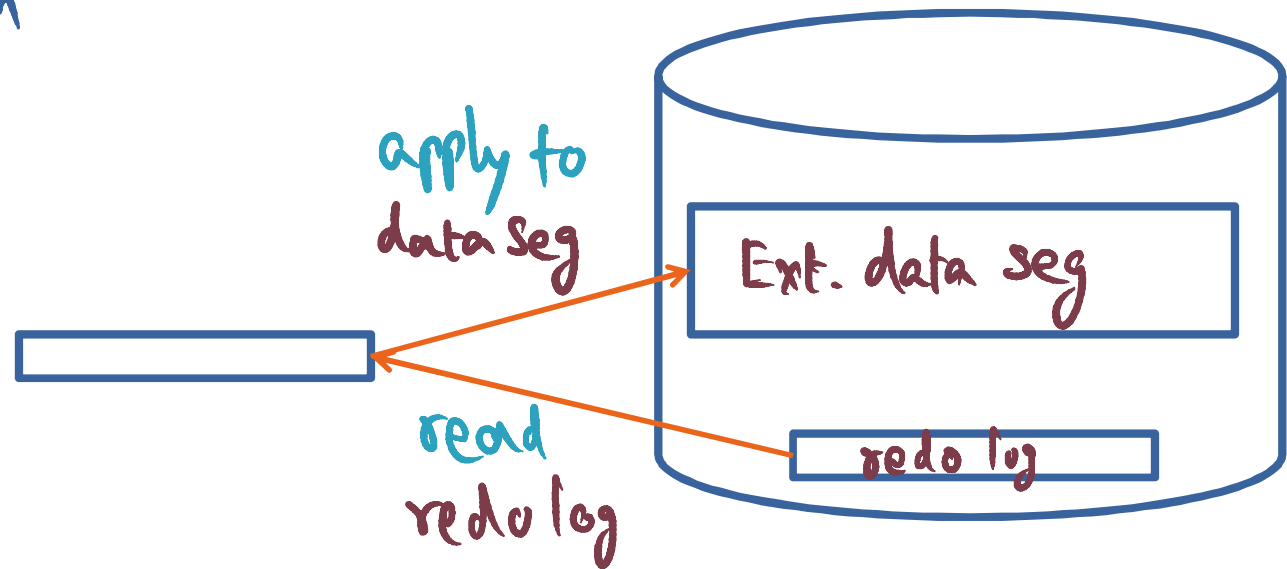 apply to
data seg
Ext. data seg
read
redo log
redo log